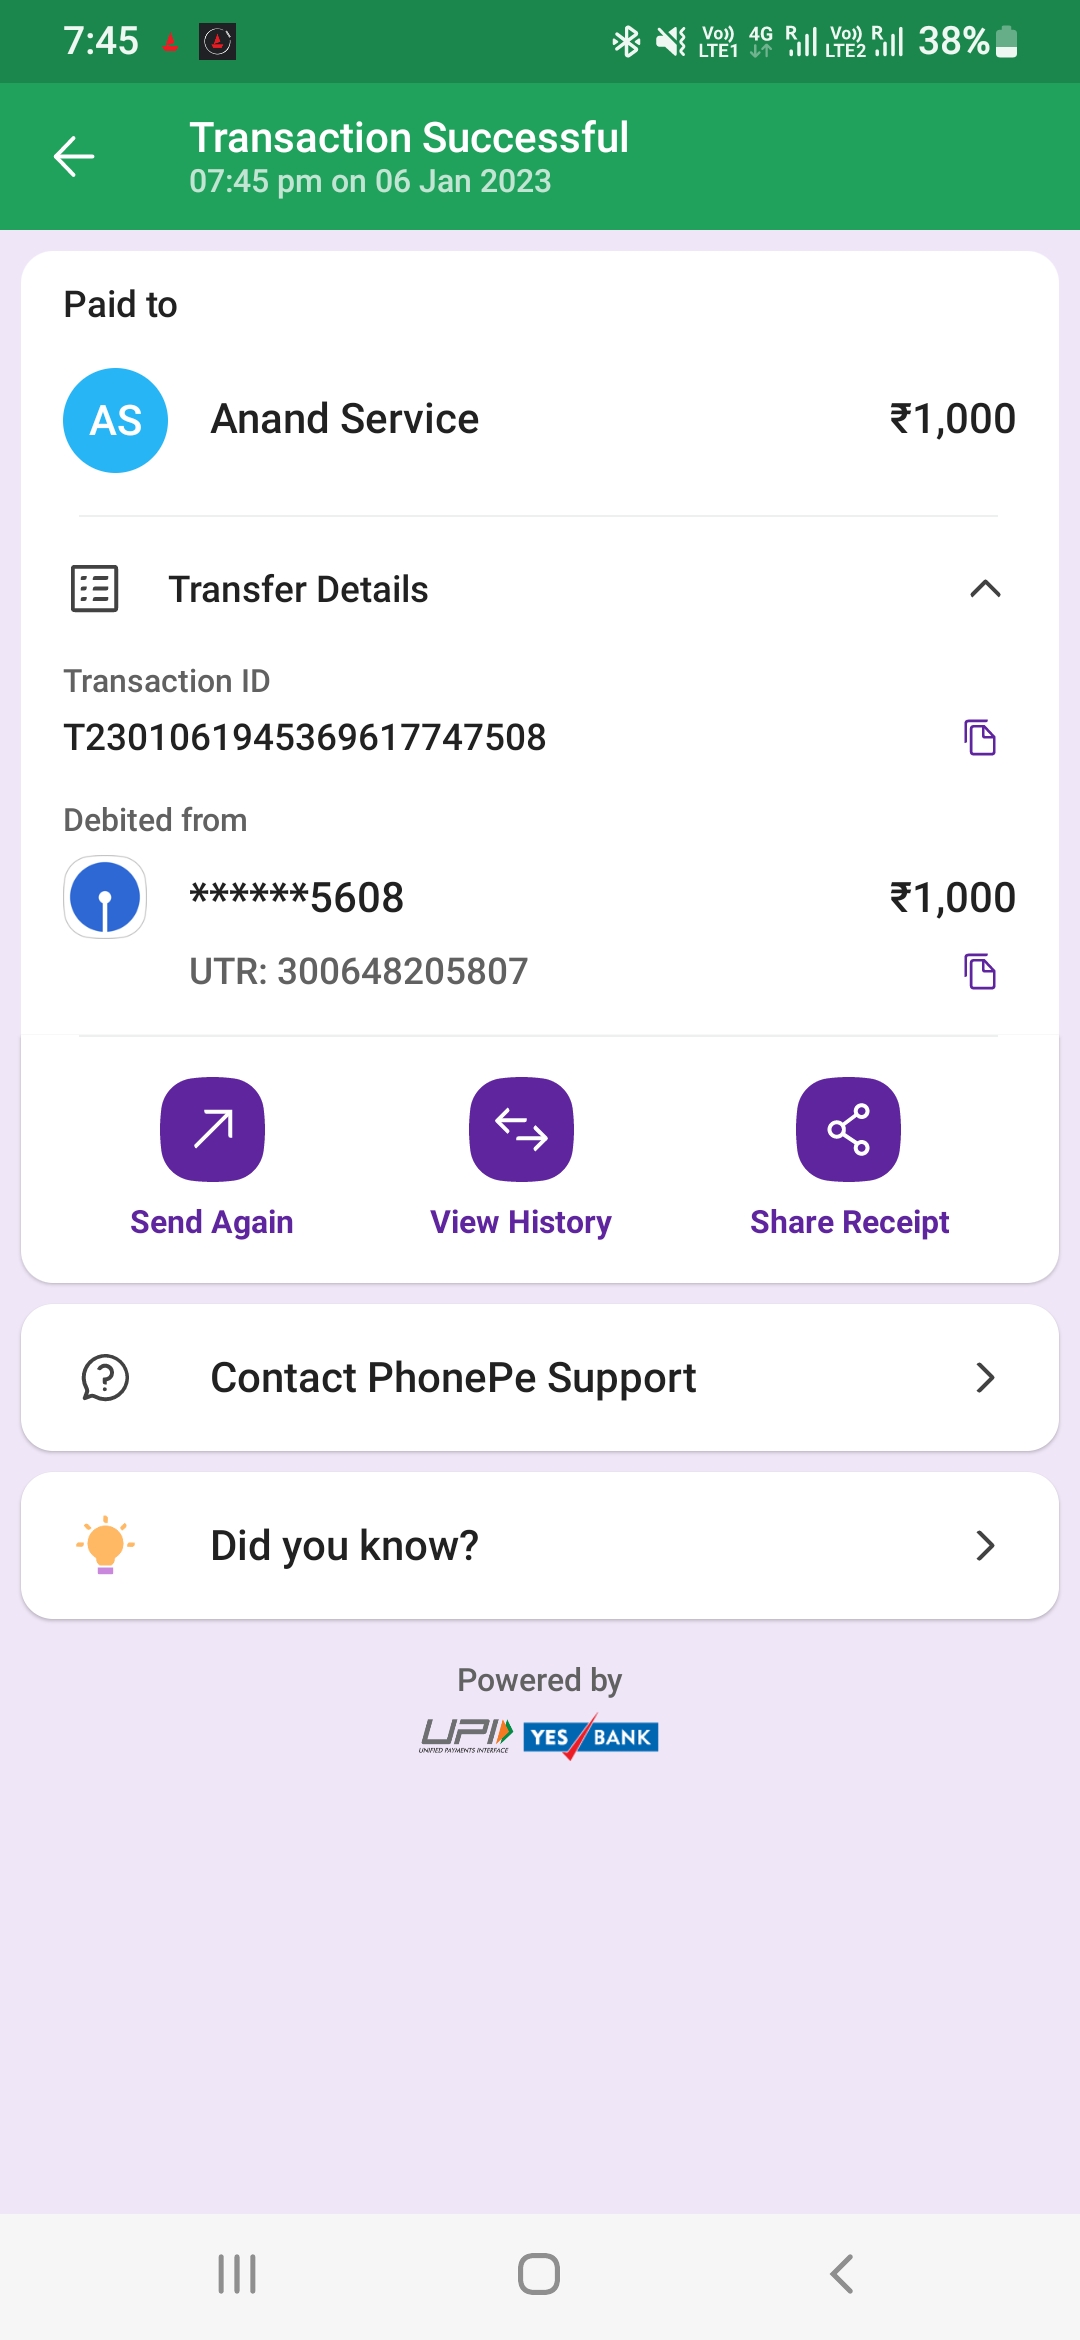 7:45 Vo)) LTE1 4G R Vo)) LTE2 R 38%
Transaction Successful
07:45 pm on 06 Jan 2023
Paid to
AS Anand Service ₹1,000
Transfer Details
Transaction ID
T2301061945369617747508
Debited from
******5608 ₹1,000
UTR: 300648205807
Send Again View History Share Receipt
Contact PhonePe Support
Did you know?
Powered by
UPI YES BANK
UNIFIED PAYMENTS INTERFACE